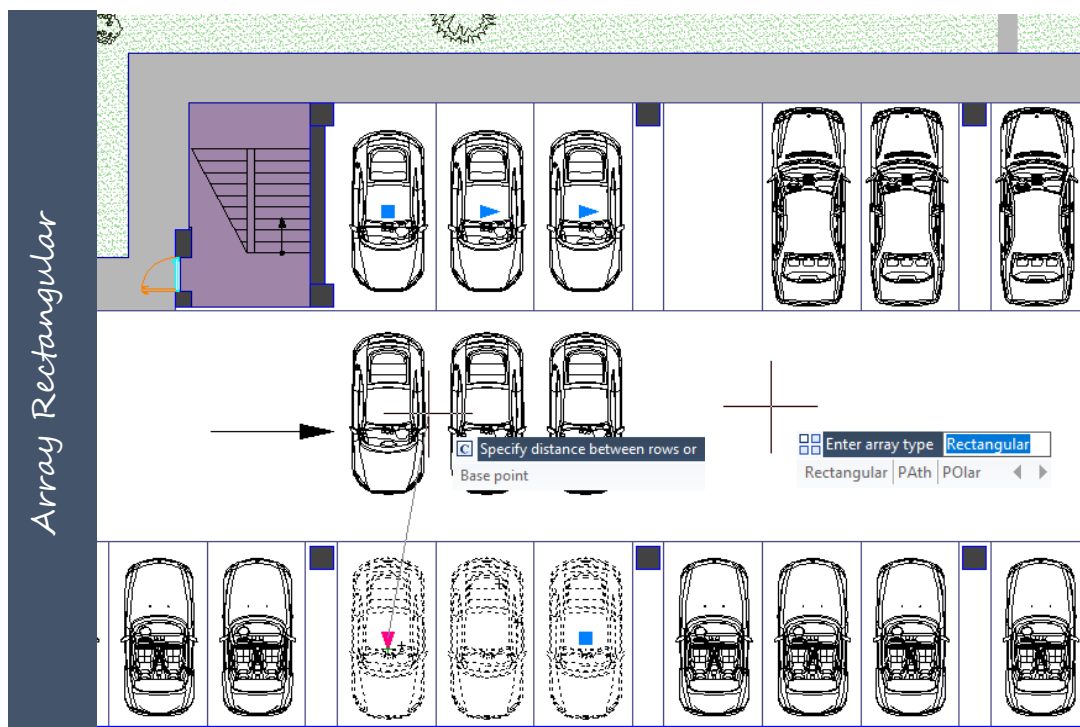 Array Rectangular
Specify distance between rows or
Base point
Enter array type Rectangular
Rectangular PAth POlar